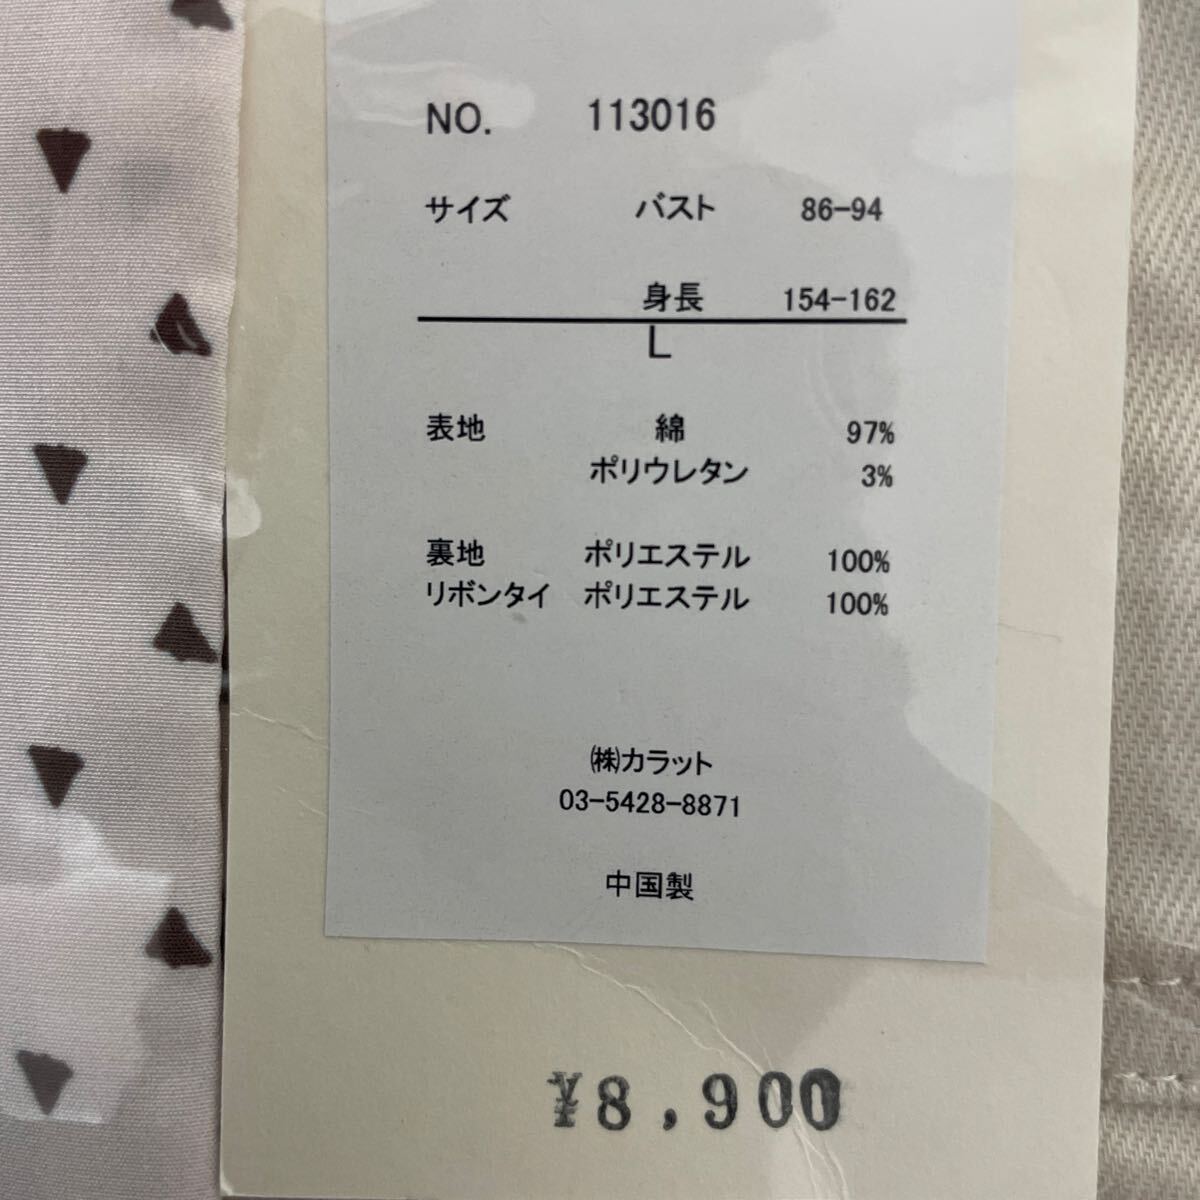 NO. 113016
サイズ バスト 86-94
身長 154-162
L
表地 綿 97%
ポリウレタン 3%
裏地 ポリエステル 100%
リボンタイ ポリエステル 100%
㈱カラット
03-5428-8871
中国製
¥8,900